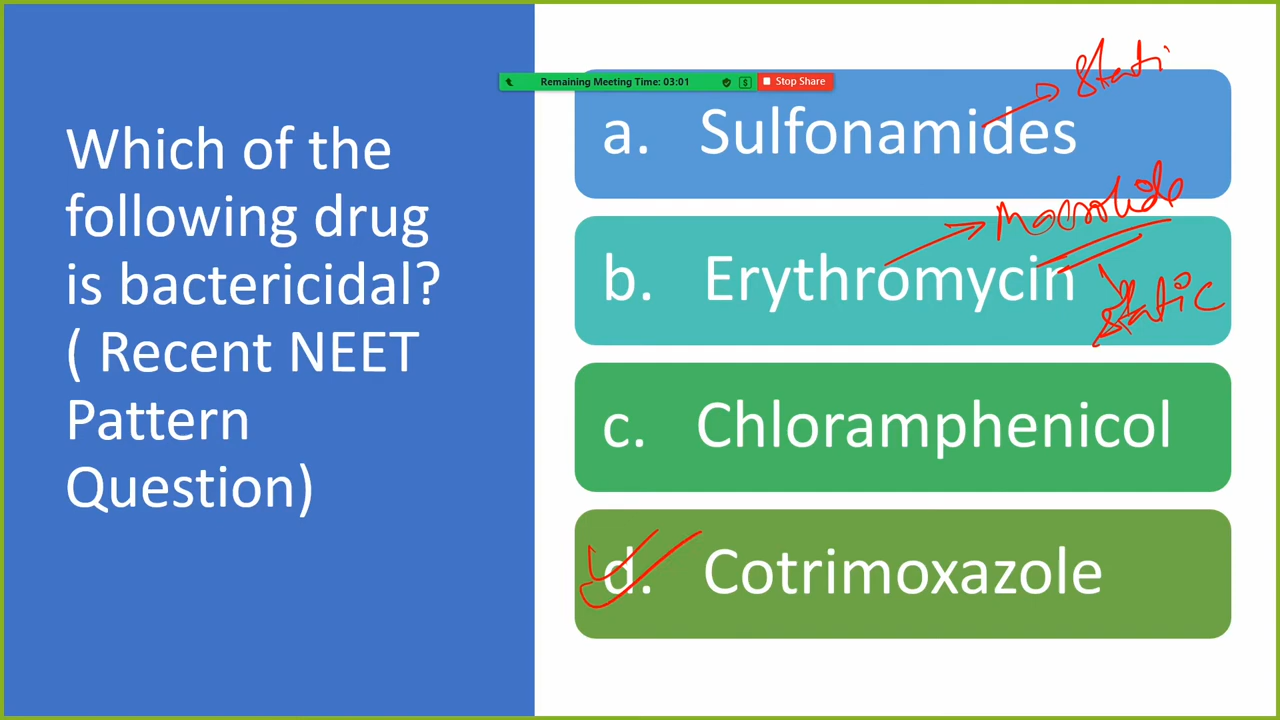 Remaining Meeting Time: 03:01
Stop Share
Which of the
following drug
is bactericidal?
( Recent NEET
Pattern
Question)
a. Sulfonamides
Stati
b. Erythromycin
Macrolide
Static
c. Chloramphenicol
d. Cotrimoxazole